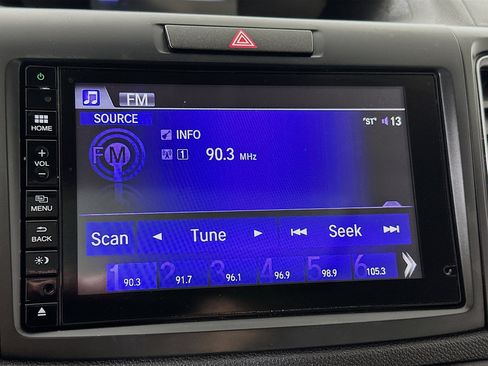 FM
SOURCE
"ST" 13
INFO
FM
1 90.3 MHz
HOME
+
VOL
−
MENU
BACK
Scan Tune Seek
1 90.3 2 91.7 3 96.1 4 96.9 5 98.9 6 105.3